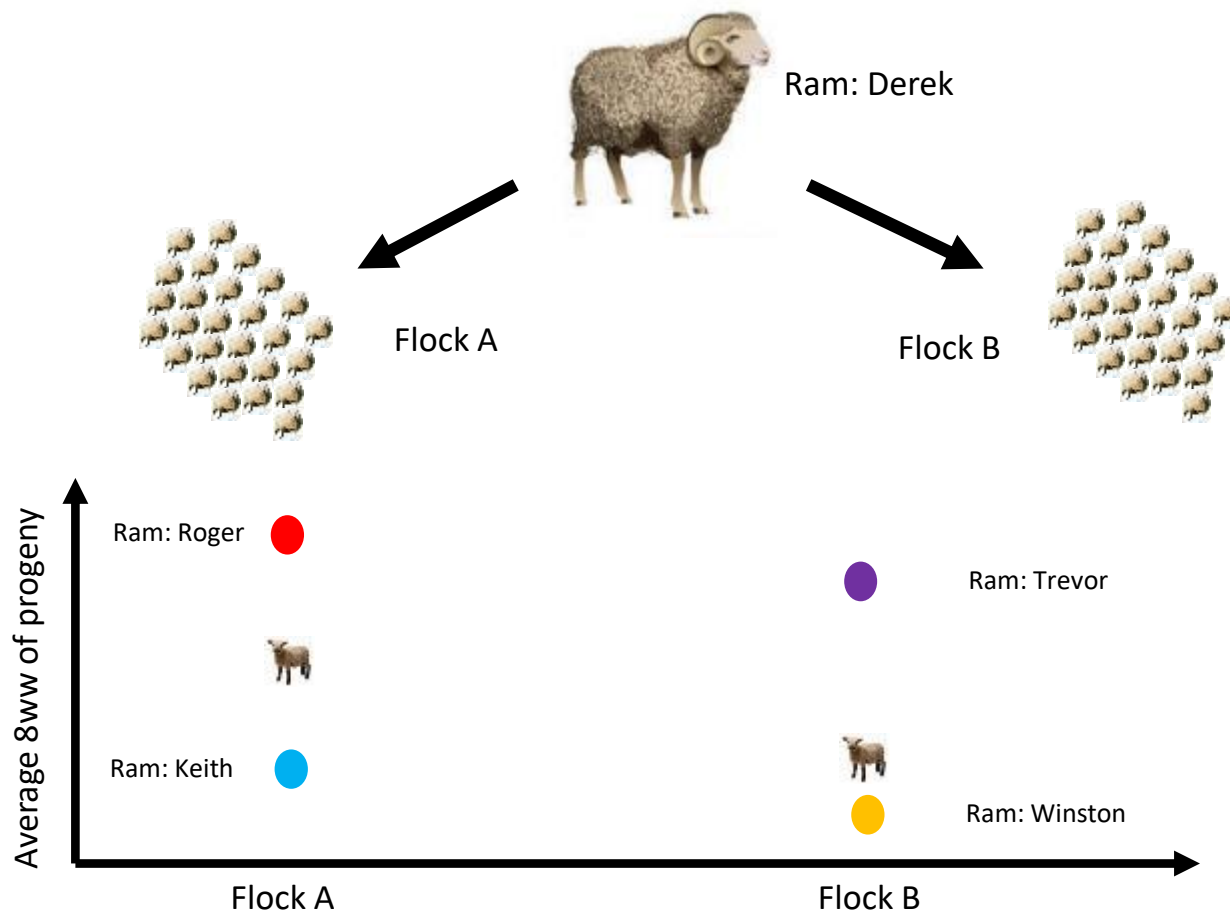 Ram: Derek
Flock A
Flock B
Average 8ww of progeny
Ram: Roger
Ram: Trevor
Ram: Keith
Ram: Winston
Flock A
Flock B